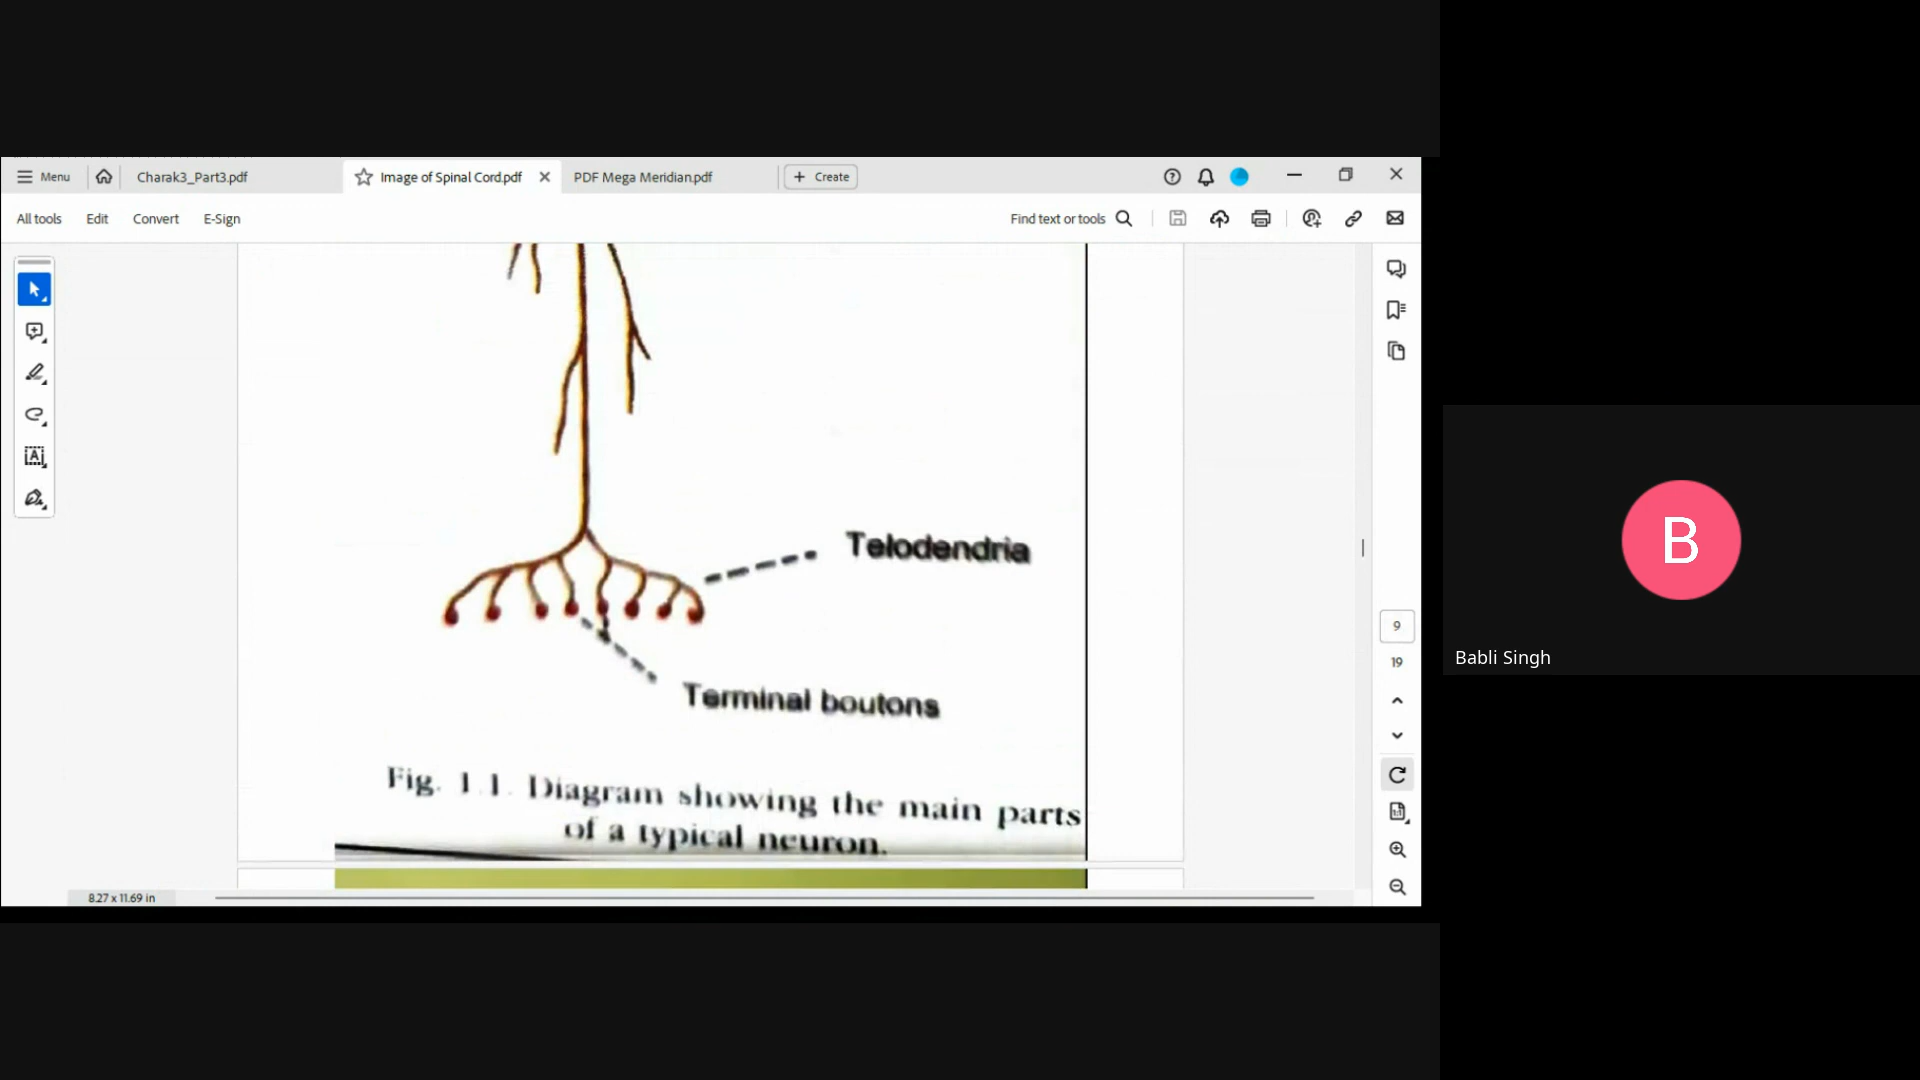 Menu
Charak3_Part3.pdf
Image of Spinal Cord.pdf
PDF Mega Meridian.pdf
Create
All tools
Edit
Convert
E-Sign
Find text or tools
Telodendria
Terminal boutons
Fig. 1.1. Diagram showing the main parts
of a typical neuron.
9
19
8.27 x 11.69 in
B
Babli Singh